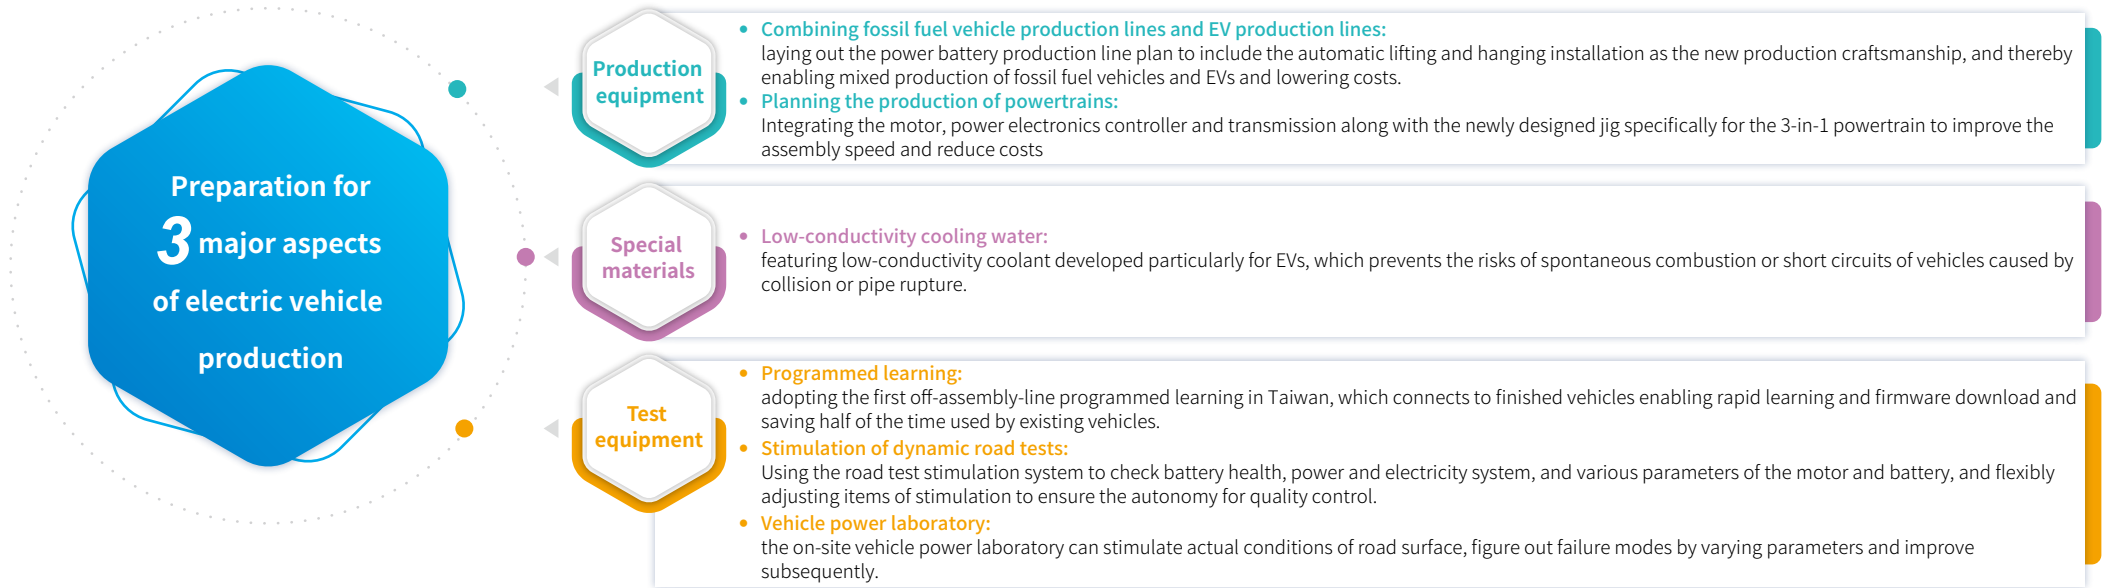 Preparation for
3 major aspects
of electric vehicle
production
Production
equipment
• Combining fossil fuel vehicle production lines and EV production lines:
laying out the power battery production line plan to include the automatic lifting and hanging installation as the new production craftsmanship, and thereby
enabling mixed production of fossil fuel vehicles and EVs and lowering costs.
• Planning the production of powertrains:
Integrating the motor, power electronics controller and transmission along with the newly designed jig specifically for the 3-in-1 powertrain to improve the
assembly speed and reduce costs
Special
materials
• Low-conductivity cooling water:
featuring low-conductivity coolant developed particularly for EVs, which prevents the risks of spontaneous combustion or short circuits of vehicles caused by
collision or pipe rupture.
Test
equipment
• Programmed learning:
adopting the first off-assembly-line programmed learning in Taiwan, which connects to finished vehicles enabling rapid learning and firmware download and
saving half of the time used by existing vehicles.
• Stimulation of dynamic road tests:
Using the road test stimulation system to check battery health, power and electricity system, and various parameters of the motor and battery, and flexibly
adjusting items of stimulation to ensure the autonomy for quality control.
• Vehicle power laboratory:
the on-site vehicle power laboratory can stimulate actual conditions of road surface, figure out failure modes by varying parameters and improve
subsequently.